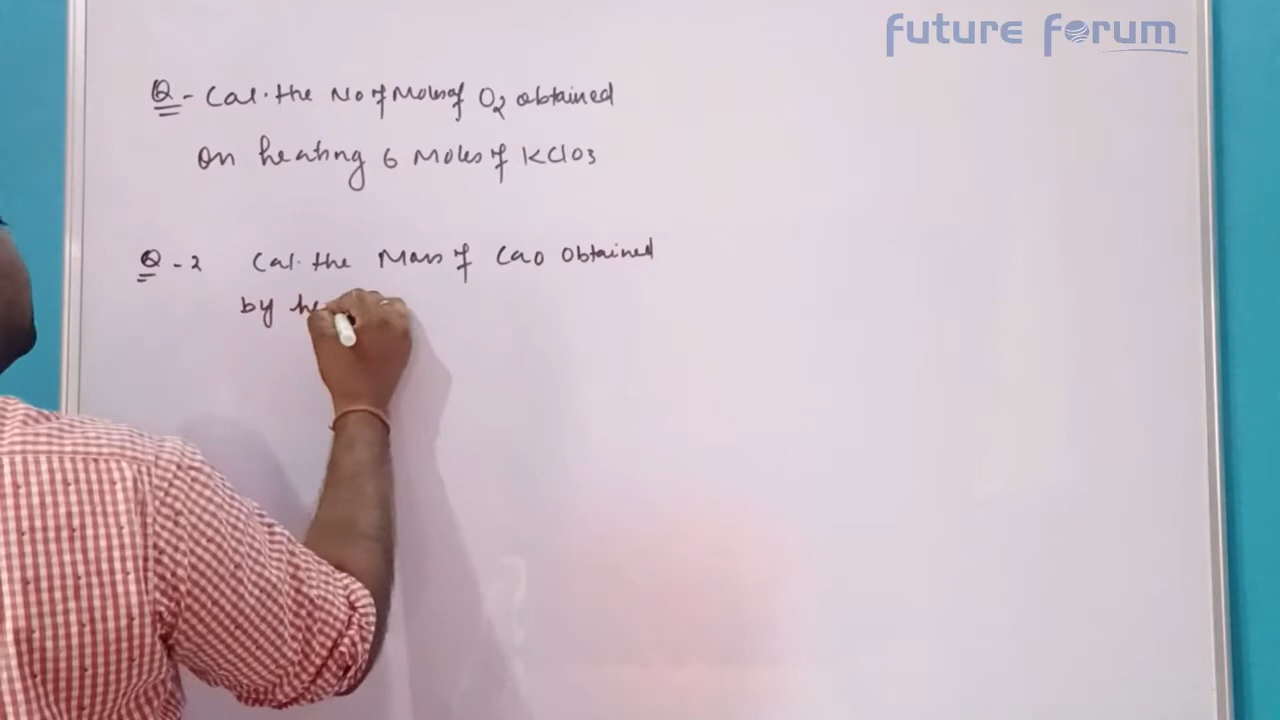 future forum
Q - Cal. the No of Moles of O2 obtained
On heating 6 Moles of KClO3
Q - 2 Cal. the Mass of CaO Obtained
by he